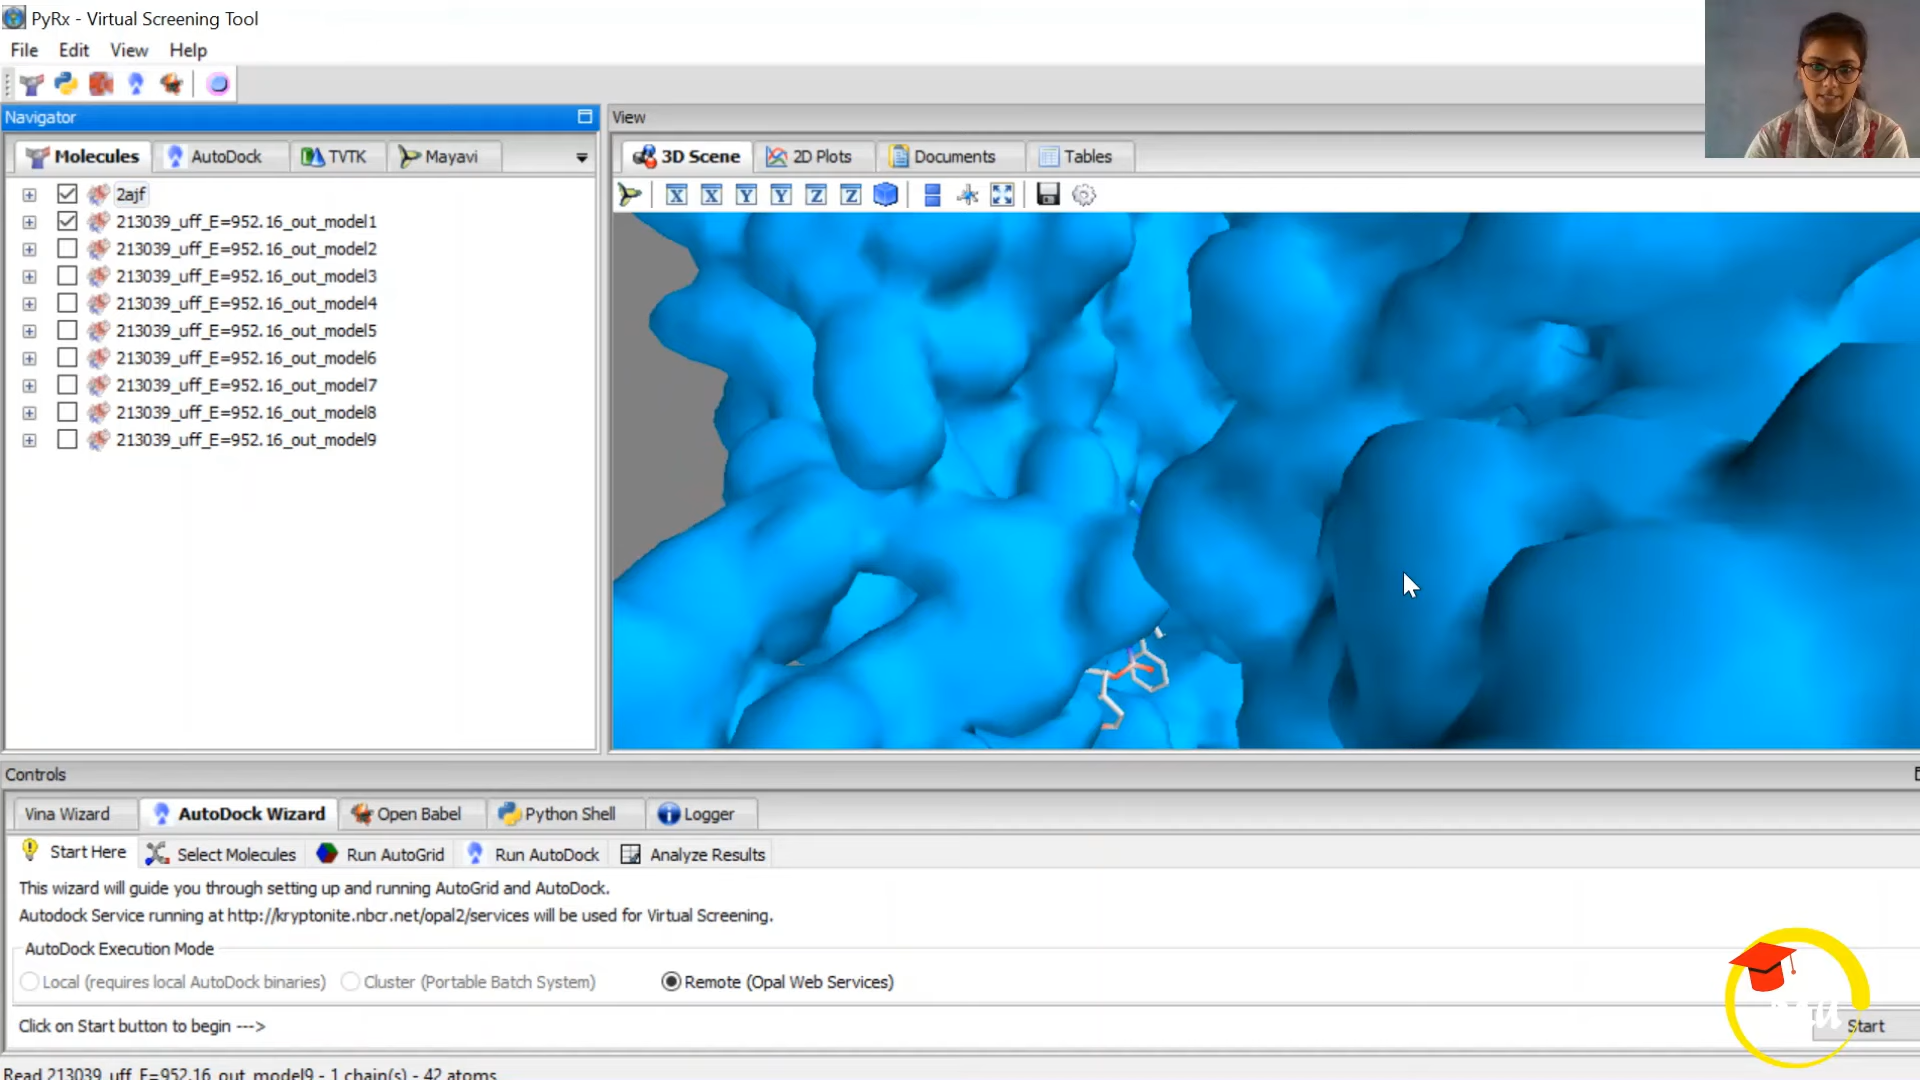 PyRx - Virtual Screening Tool
File Edit View Help
Navigator
Molecules AutoDock TVTK Mayavi
2ajf
213039_uff_E=952.16_out_model1
213039_uff_E=952.16_out_model2
213039_uff_E=952.16_out_model3
213039_uff_E=952.16_out_model4
213039_uff_E=952.16_out_model5
213039_uff_E=952.16_out_model6
213039_uff_E=952.16_out_model7
213039_uff_E=952.16_out_model8
213039_uff_E=952.16_out_model9
View
3D Scene 2D Plots Documents Tables
X X Y Y Z Z
Controls
Vina Wizard AutoDock Wizard Open Babel Python Shell Logger
Start Here Select Molecules Run AutoGrid Run AutoDock Analyze Results
This wizard will guide you through setting up and running AutoGrid and AutoDock.
Autodock Service running at http://kryptonite.nbcr.net/opal2/services will be used for Virtual Screening.
AutoDock Execution Mode
Local (requires local AutoDock binaries) Cluster (Portable Batch System) Remote (Opal Web Services)
Click on Start button to begin --->
Start
Read 213039_uff_E=952.16_out_model9 - 1 chain(s) - 42 atoms